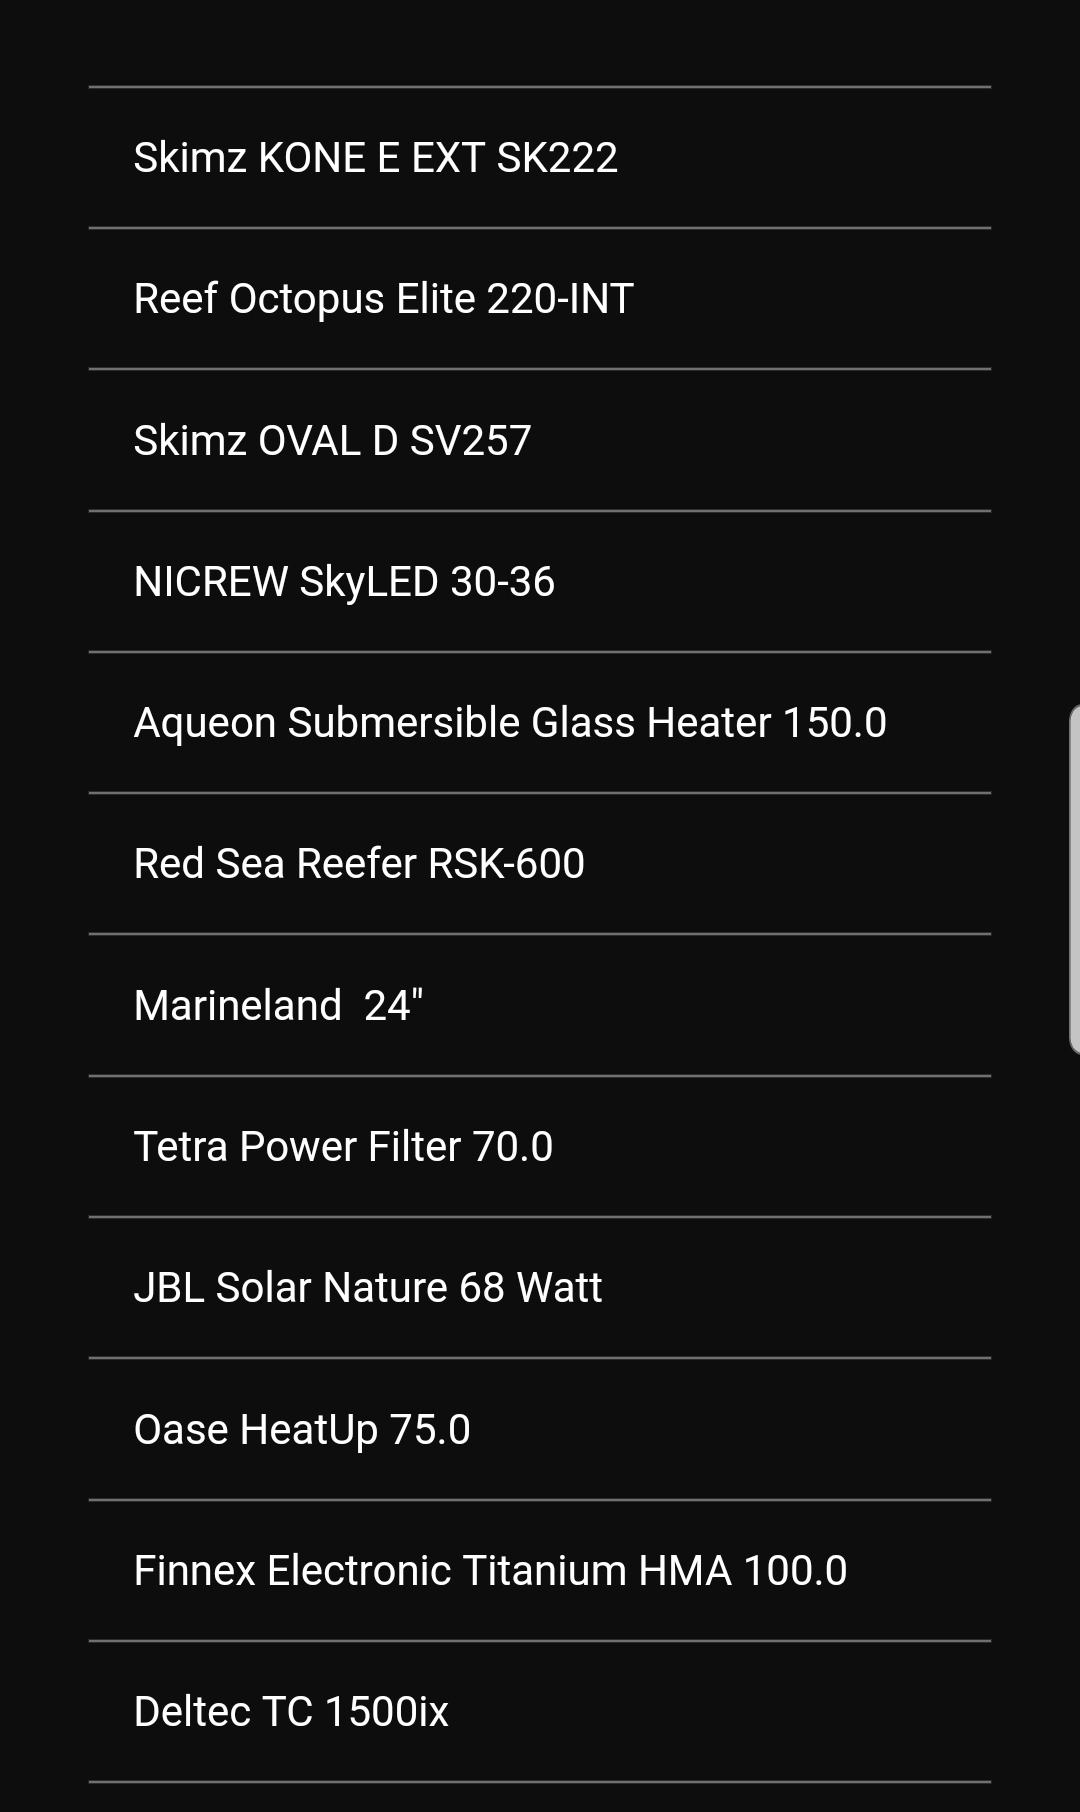 Skimz KONE E EXT SK222
Reef Octopus Elite 220-INT
Skimz OVAL D SV257
NICREW SkyLED 30-36
Aqueon Submersible Glass Heater 150.0
Red Sea Reefer RSK-600
Marineland  24"
Tetra Power Filter 70.0
JBL Solar Nature 68 Watt
Oase HeatUp 75.0
Finnex Electronic Titanium HMA 100.0
Deltec TC 1500ix